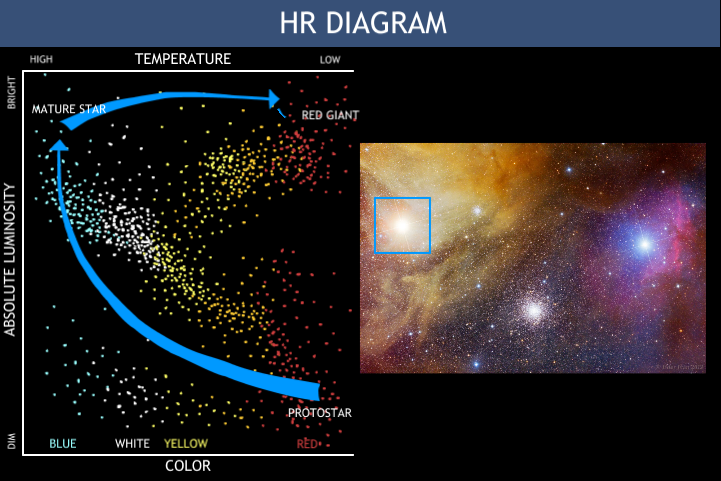 HR DIAGRAM
HIGH
TEMPERATURE
LOW
BRIGHT
MATURE STAR
RED GIANT
ABSOLUTE LUMINOSITY
PROTOSTAR
DIM
BLUE
WHITE
YELLOW
RED
COLOR